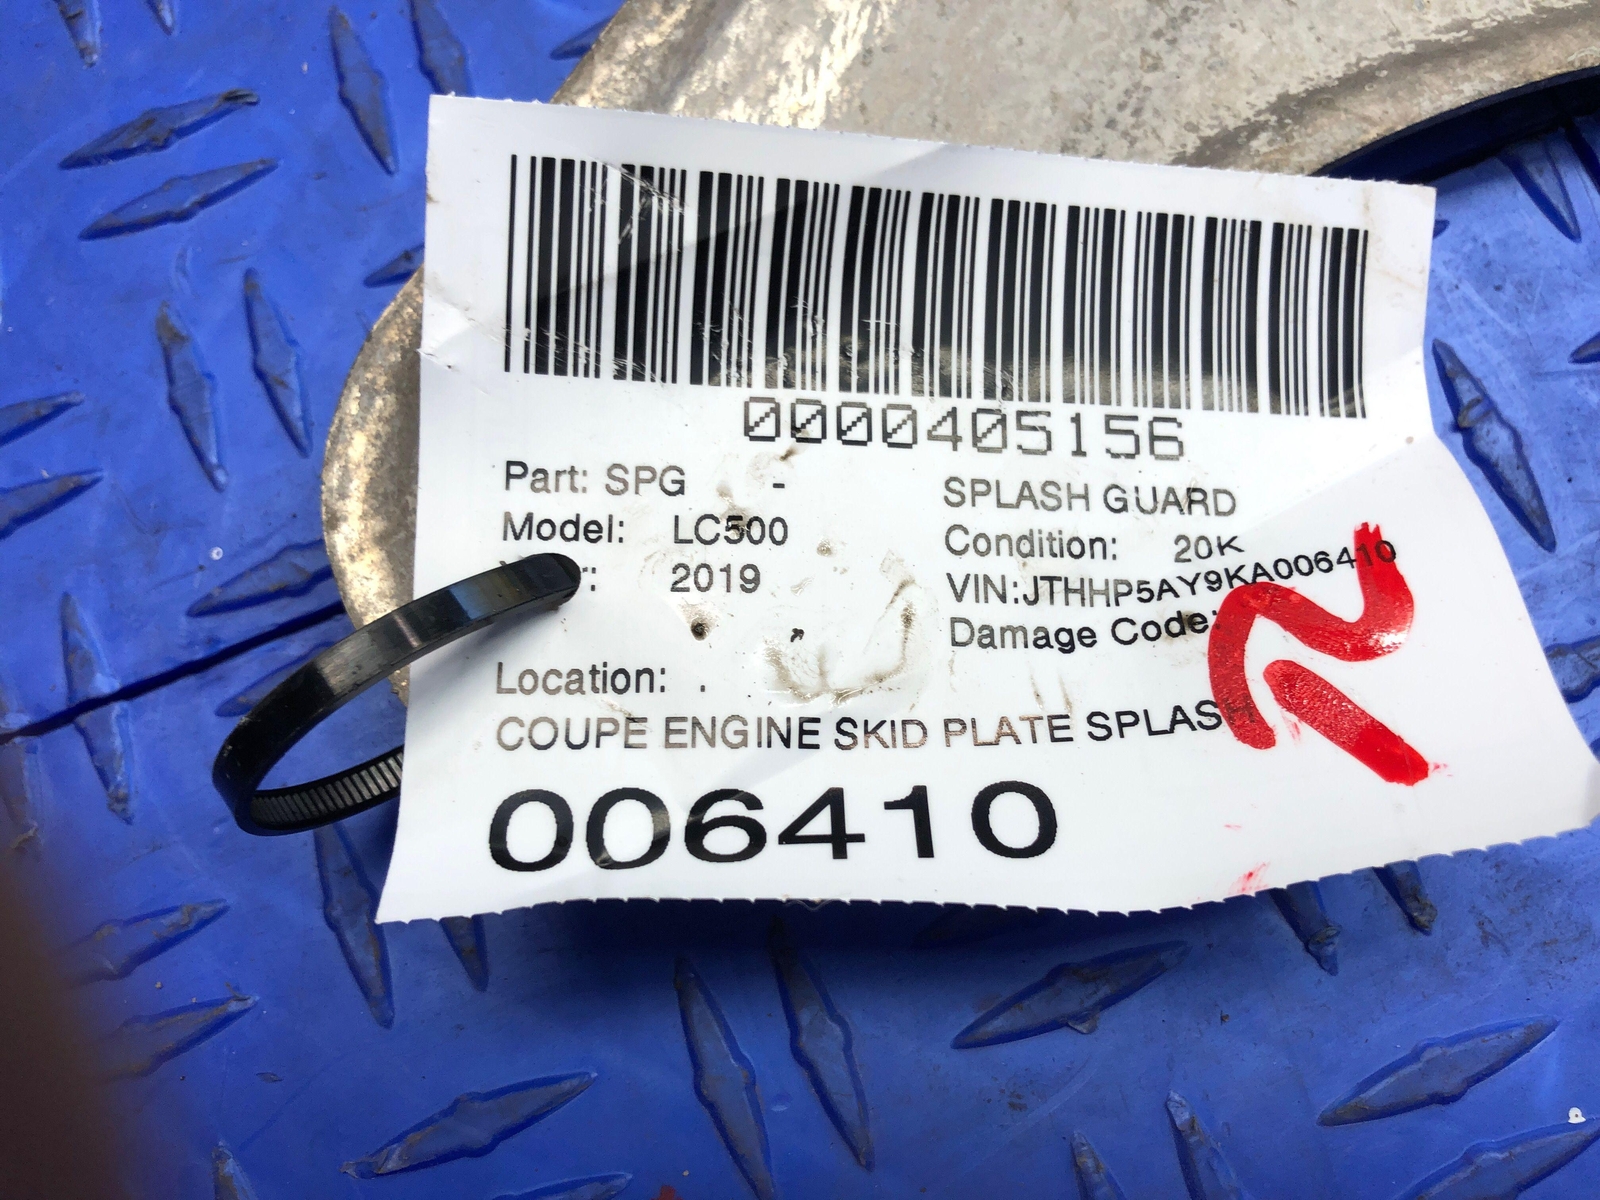 0000405156
Part: SPG - SPLASH GUARD
Model: LC500 Condition: 20K
2019 VIN:JTHHP5AY9KA006410
Damage Code:
Location: .
COUPE ENGINE SKID PLATE SPLASH
006410